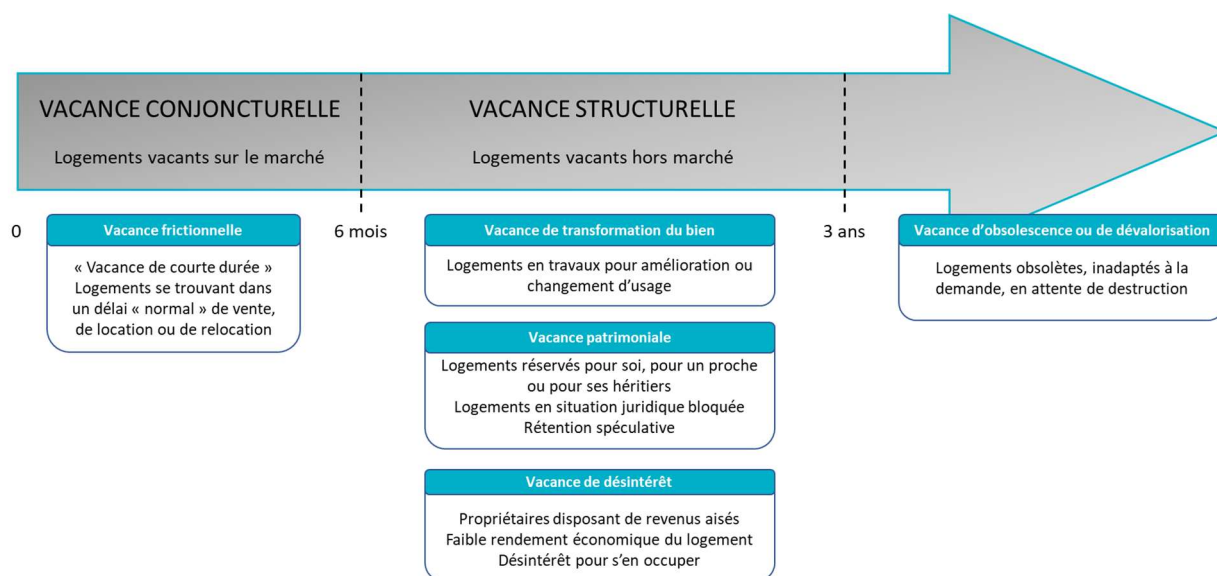 VACANCE CONJONCTURELLE
Logements vacants sur le marché
VACANCE STRUCTURELLE
Logements vacants hors marché
0
6 mois
3 ans
Vacance frictionnelle
« Vacance de courte durée »
Logements se trouvant dans
un délai « normal » de vente,
de location ou de relocation
Vacance de transformation du bien
Logements en travaux pour amélioration ou
changement d’usage
Vacance patrimoniale
Logements réservés pour soi, pour un proche
ou pour ses héritiers
Logements en situation juridique bloquée
Rétention spéculative
Vacance de désintérêt
Propriétaires disposant de revenus aisés
Faible rendement économique du logement
Désintérêt pour s’en occuper
Vacance d’obsolescence ou de dévalorisation
Logements obsolètes, inadaptés à la
demande, en attente de destruction